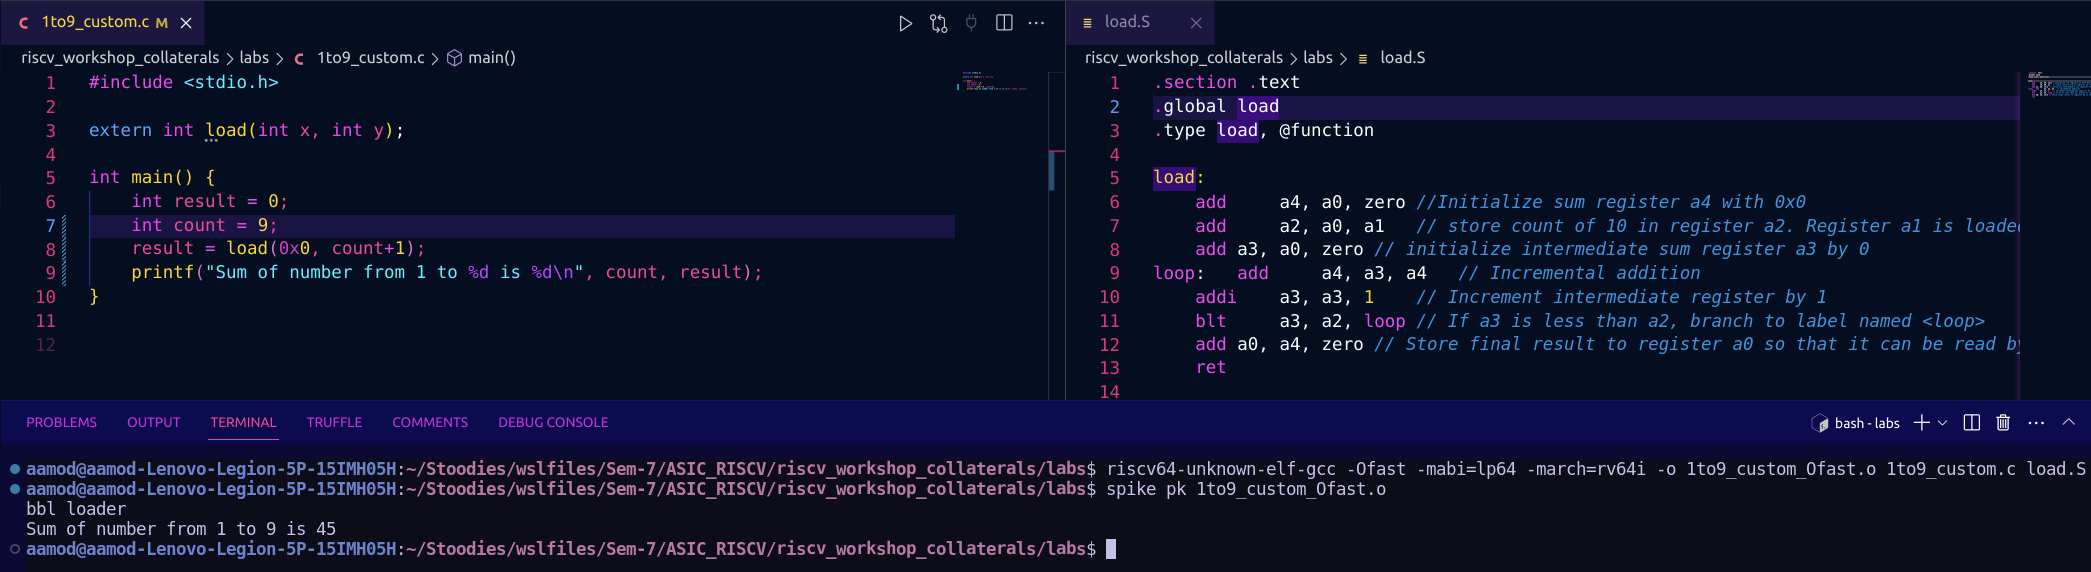 1to9_custom.c M
riscv_workshop_collaterals > labs > C 1to9_custom.c > main()
1 #include <stdio.h>
2
3 extern int load(int x, int y);
4
5 int main() {
6 int result = 0;
7 int count = 9;
8 result = load(0x0, count+1);
9 printf("Sum of number from 1 to %d is %d\n", count, result);
10 }
11
12
load.S
riscv_workshop_collaterals > labs > load.S
1 .section .text
2 .global load
3 .type load, @function
4
5 load:
6 add a4, a0, zero //Initialize sum register a4 with 0x0
7 add a2, a0, a1 // store count of 10 in register a2. Register a1 is loade
8 add a3, a0, zero // initialize intermediate sum register a3 by 0
9 loop: add a4, a3, a4 // Incremental addition
10 addi a3, a3, 1 // Increment intermediate register by 1
11 blt a3, a2, loop // If a3 is less than a2, branch to label named <loop>
12 add a0, a4, zero // Store final result to register a0 so that it can be read b
13 ret
14
PROBLEMS OUTPUT TERMINAL TRUFFLE COMMENTS DEBUG CONSOLE bash - labs
aamod@aamod-Lenovo-Legion-5P-15IMH05H:~/Stoodies/wslfiles/Sem-7/ASIC_RISCV/riscv_workshop_collaterals/labs$ riscv64-unknown-elf-gcc -Ofast -mabi=lp64 -march=rv64i -o 1to9_custom_Ofast.o 1to9_custom.c load.S
aamod@aamod-Lenovo-Legion-5P-15IMH05H:~/Stoodies/wslfiles/Sem-7/ASIC_RISCV/riscv_workshop_collaterals/labs$ spike pk 1to9_custom_Ofast.o
bbl loader
Sum of number from 1 to 9 is 45
aamod@aamod-Lenovo-Legion-5P-15IMH05H:~/Stoodies/wslfiles/Sem-7/ASIC_RISCV/riscv_workshop_collaterals/labs$